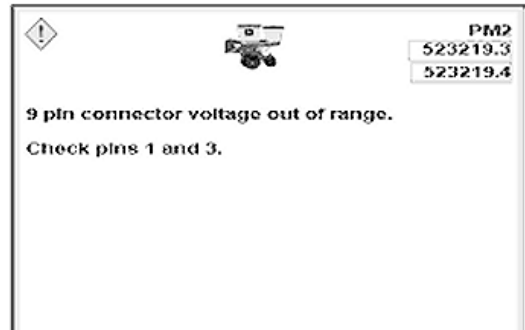 PM2
523219.3
523219.4
9 pin connector voltage out of range.
Check pins 1 and 3.